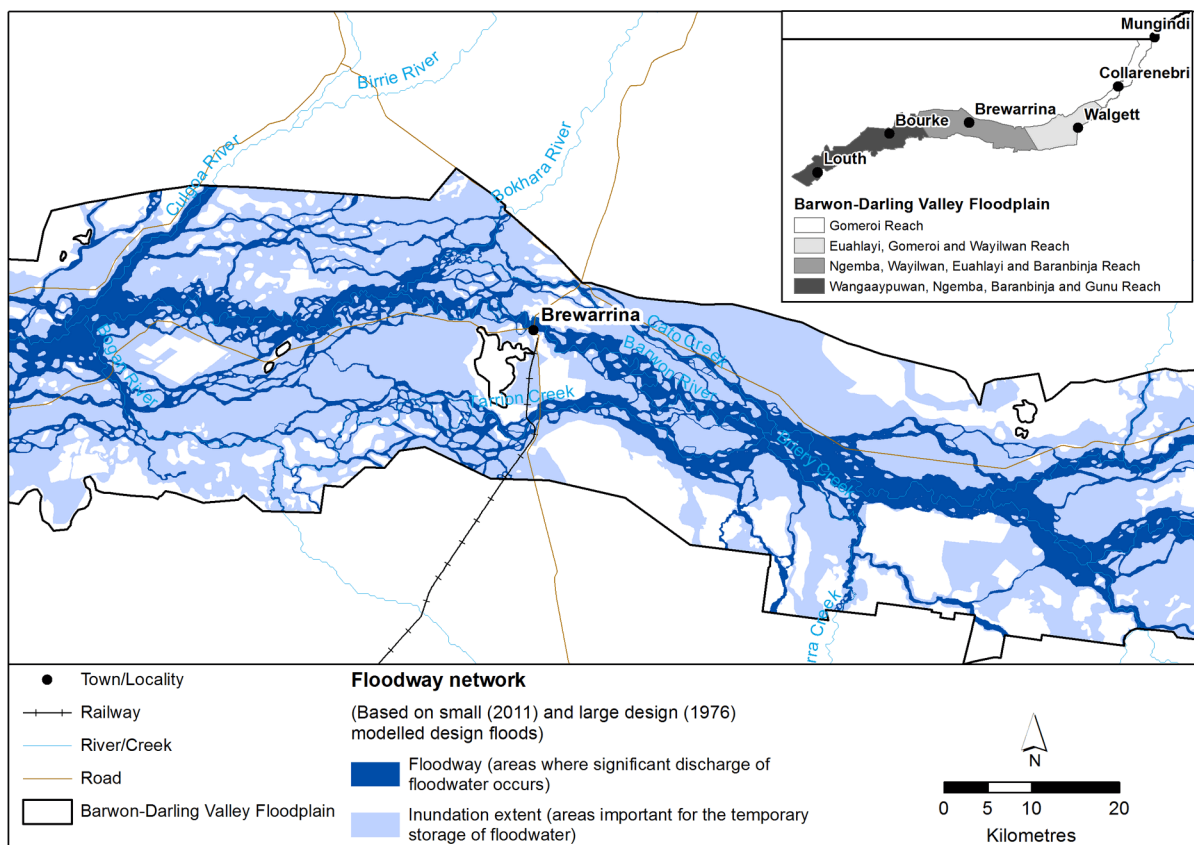 Birrie River
Culgoa River
Bokhara River
Brewarrina
Cato Creek
Barwon River
Bogan River
Tarrion Creek
Briery Creek
rra Creek
Mungindi
Collarenebri
Brewarrina
Bourke
Walgett
Louth
Barwon-Darling Valley Floodplain
Gomeroi Reach
Euahlayi, Gomeroi and Wayilwan Reach
Ngemba, Wayilwan, Euahlayi and Baranbinja Reach
Wangaaypuwan, Ngemba, Baranbinja and Gunu Reach
Town/Locality
Railway
River/Creek
Road
Barwon-Darling Valley Floodplain
Floodway network
(Based on small (2011) and large design (1976)
modelled design floods)
Floodway (areas where significant discharge of
floodwater occurs)
Inundation extent (areas important for the temporary
storage of floodwater)
N
0 5 10 20
Kilometres